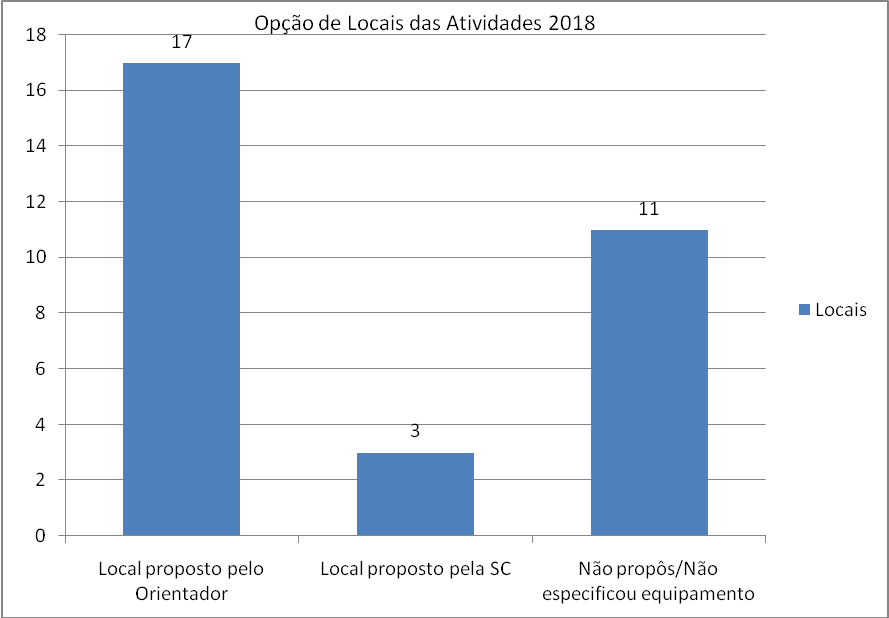 Opção de Locais das Atividades 2018
18
16
14
12
10
8
6
4
2
0
17
3
11
Local proposto pelo
Orientador
Local proposto pela SC
Não propôs/Não
especificou equipamento
Locais